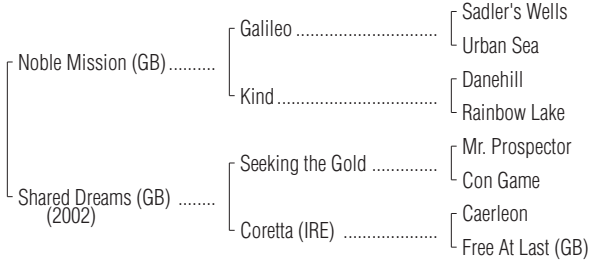 Sadler's Wells
Galileo ..................................
Urban Sea
Noble Mission (GB) ..........
Danehill
Kind ......................................
Rainbow Lake
Mr. Prospector
Seeking the Gold ...............
Con Game
Shared Dreams (GB) ........
(2002)
Caerleon
Coretta (IRE) ......................
Free At Last (GB)